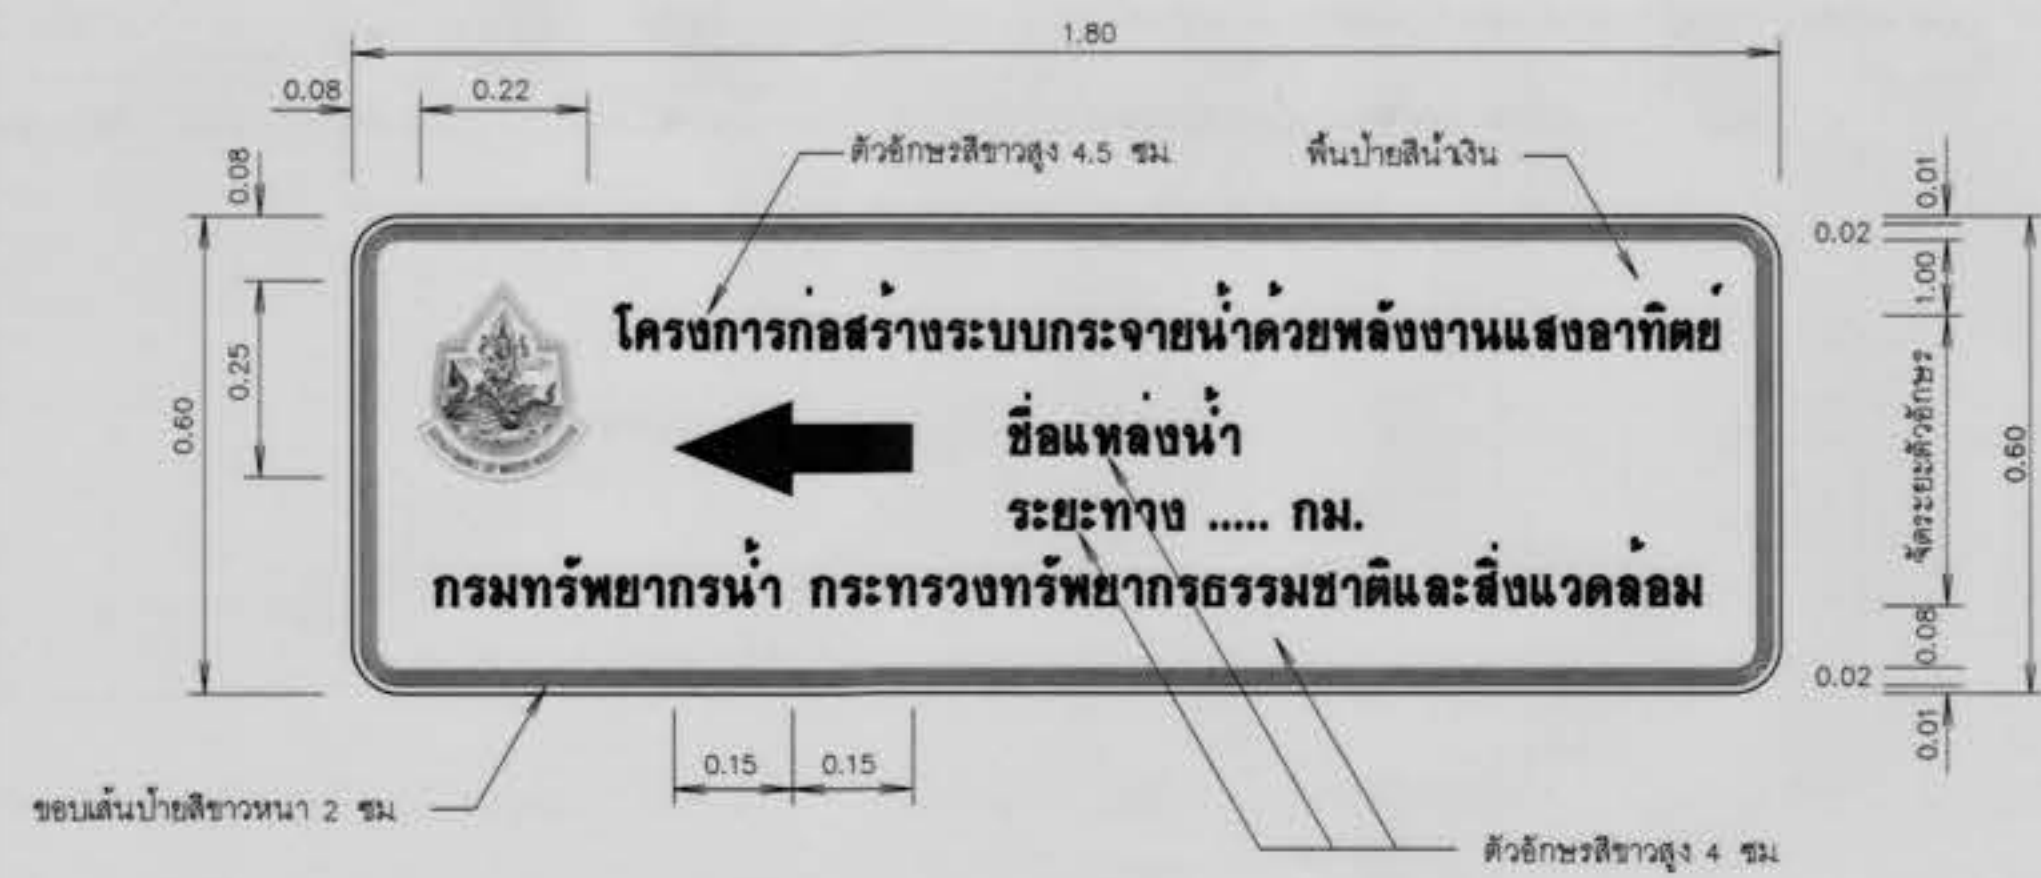 1.80
0.08 0.22
ตัวอักษรสีขาวสูง 4.5 ซม.
พื้นป้ายสีน้ำเงิน
0.08
0.01
0.02
1.00
โครงการก่อสร้างระบบกระจายน้ำด้วยพลังงานแสงอาทิตย์
0.25
0.60
ชื่อแหล่งน้ำ
จัดระยะตัวอักษร
0.60
ระยะทาง ..... กม.
กรมทรัพยากรน้ำ กระทรวงทรัพยากรธรรมชาติและสิ่งแวดล้อม
0.08
0.02
0.01
0.15 0.15
ขอบเส้นป้ายสีขาวหนา 2 ซม.
ตัวอักษรสีขาวสูง 4 ซม.